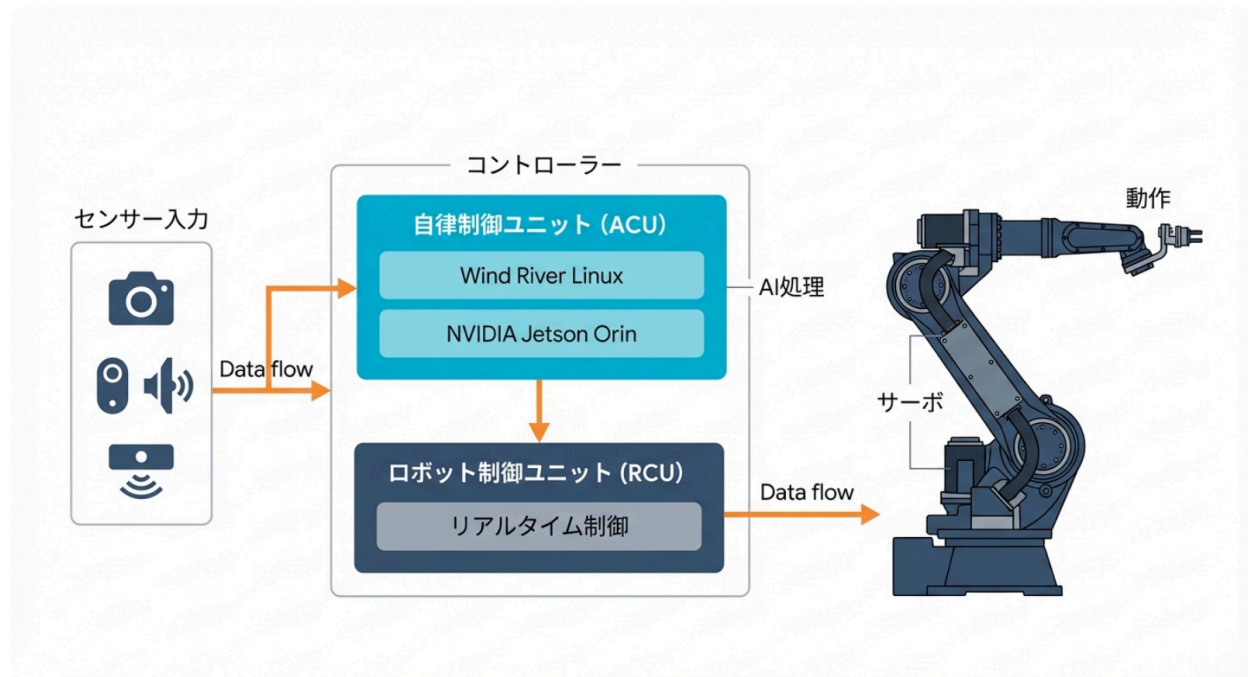 センサー入力
Data flow
コントローラー
自律制御ユニット（ACU）
Wind River Linux
NVIDIA Jetson Orin
AI処理
ロボット制御ユニット（RCU）
リアルタイム制御
Data flow
動作
サーボ